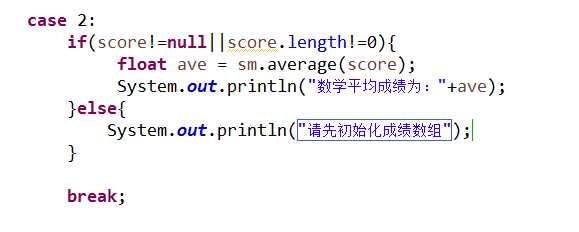 case 2:
if(score!=null||score.length!=0){
float ave = sm.average(score);
System.out.println("数学平均成绩为："+ave);
}else{
System.out.println("请先初始化成绩数组");
}
break;